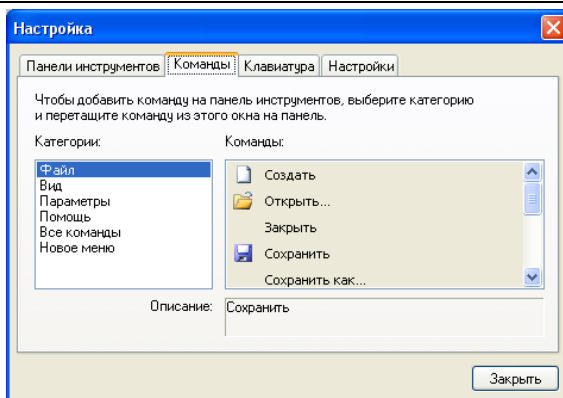 Настройка
Панели инструментов Команды Клавиатура Настройки
Чтобы добавить команду на панель инструментов, выберите категорию
и перетащите команду из этого окна на панель.
Категории: Команды:
Файл
Вид
Параметры
Помощь
Все команды
Новое меню
Создать
Открыть...
Закрыть
Сохранить
Сохранить как...
Описание: Сохранить
Закрыть